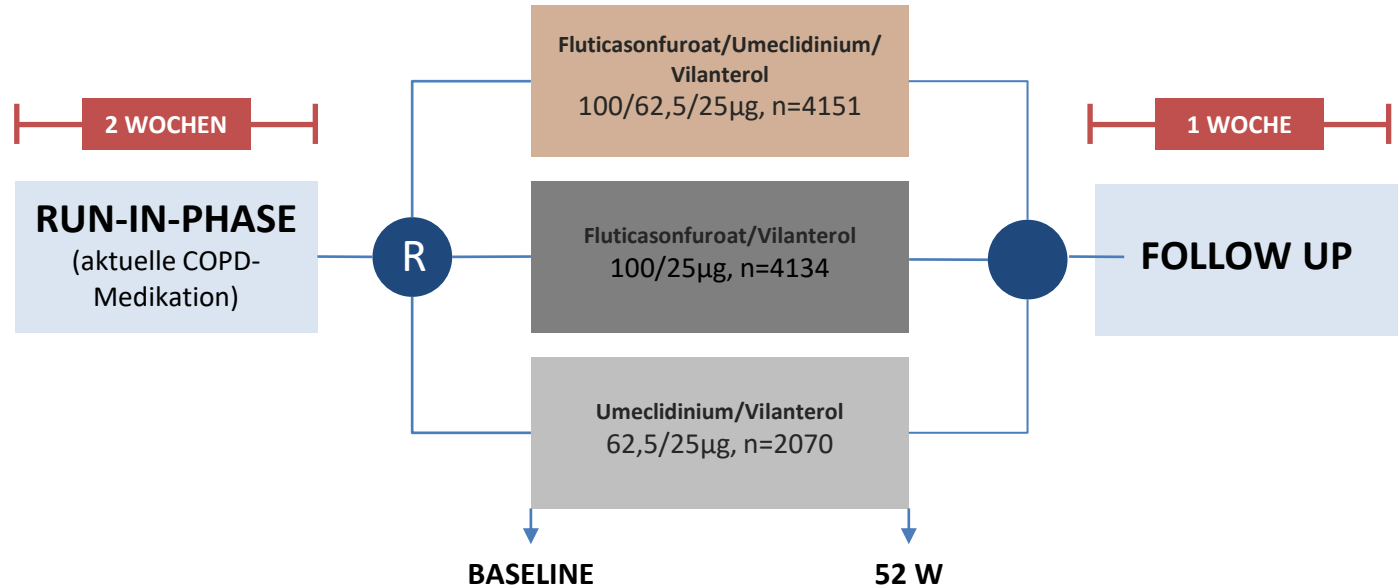 2 WOCHEN
RUN-IN-PHASE
(aktuelle COPD-
Medikation)
R
Fluticasonfuroat/Umeclidinium/
Vilanterol
100/62,5/25µg, n=4151
Fluticasonfuroat/Vilanterol
100/25µg, n=4134
Umeclidinium/Vilanterol
62,5/25µg, n=2070
1 WOCHE
FOLLOW UP
BASELINE
52 W